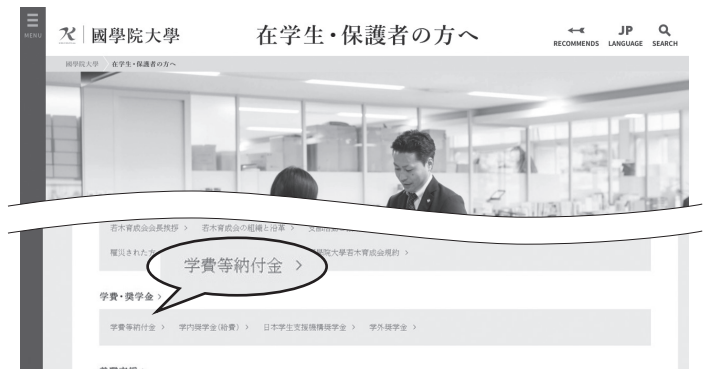 MENU
國學院大學
在学生・保護者の方へ
RECOMMENDS
JP
LANGUAGE
SEARCH
國學院大學 在学生・保護者の方へ
若木育成会会長挨拶 > 若木育成会の組織と沿革 >
罹災された方
學院大學若木育成会規約 >
学費等納付金 >
学費・奨学金 >
学費等納付金 > 学内奨学金(給費) > 日本学生支援機構奨学金 > 学外奨学金 >